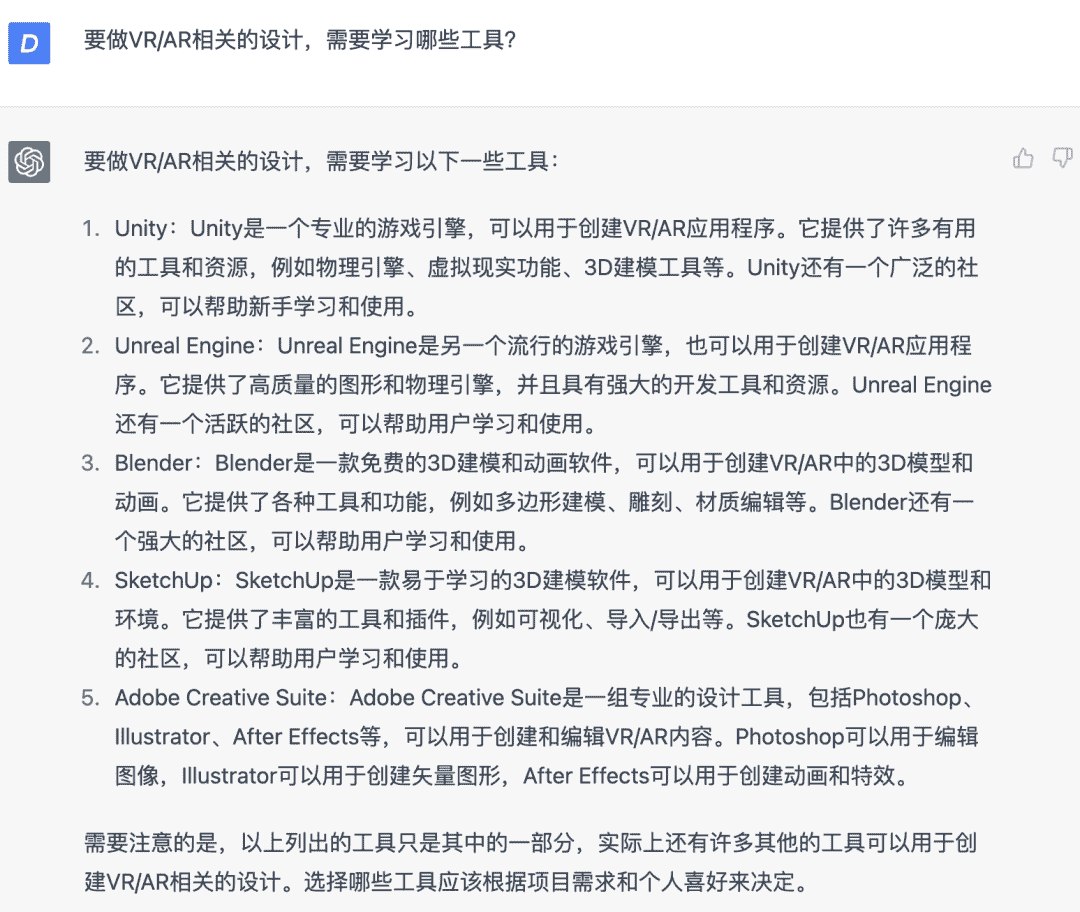 D
要做VR/AR相关的设计，需要学习哪些工具？
要做VR/AR相关的设计，需要学习以下一些工具：
1. Unity：Unity是一个专业的游戏引擎，可以用于创建VR/AR应用程序。它提供了许多有用
的工具和资源，例如物理引擎、虚拟现实功能、3D建模工具等。Unity还有一个广泛的社
区，可以帮助新手学习和使用。
2. Unreal Engine：Unreal Engine是另一个流行的游戏引擎，也可以用于创建VR/AR应用程
序。它提供了高质量的图形和物理引擎，并且具有强大的开发工具和资源。Unreal Engine
还有一个活跃的社区，可以帮助用户学习和使用。
3. Blender：Blender是一款免费的3D建模和动画软件，可以用于创建VR/AR中的3D模型和
动画。它提供了各种工具和功能，例如多边形建模、雕刻、材质编辑等。Blender还有一
个强大的社区，可以帮助用户学习和使用。
4. SketchUp：SketchUp是一款易于学习的3D建模软件，可以用于创建VR/AR中的3D模型和
环境。它提供了丰富的工具和插件，例如可视化、导入/导出等。SketchUp也有一个庞大
的社区，可以帮助用户学习和使用。
5. Adobe Creative Suite：Adobe Creative Suite是一组专业的设计工具，包括Photoshop、
Illustrator、After Effects等，可以用于创建和编辑VR/AR内容。Photoshop可以用于编辑
图像，Illustrator可以用于创建矢量图形，After Effects可以用于创建动画和特效。
需要注意的是，以上列出的工具只是其中的一部分，实际上还有许多其他的工具可以用于创
建VR/AR相关的设计。选择哪些工具应该根据项目需求和个人喜好来决定。